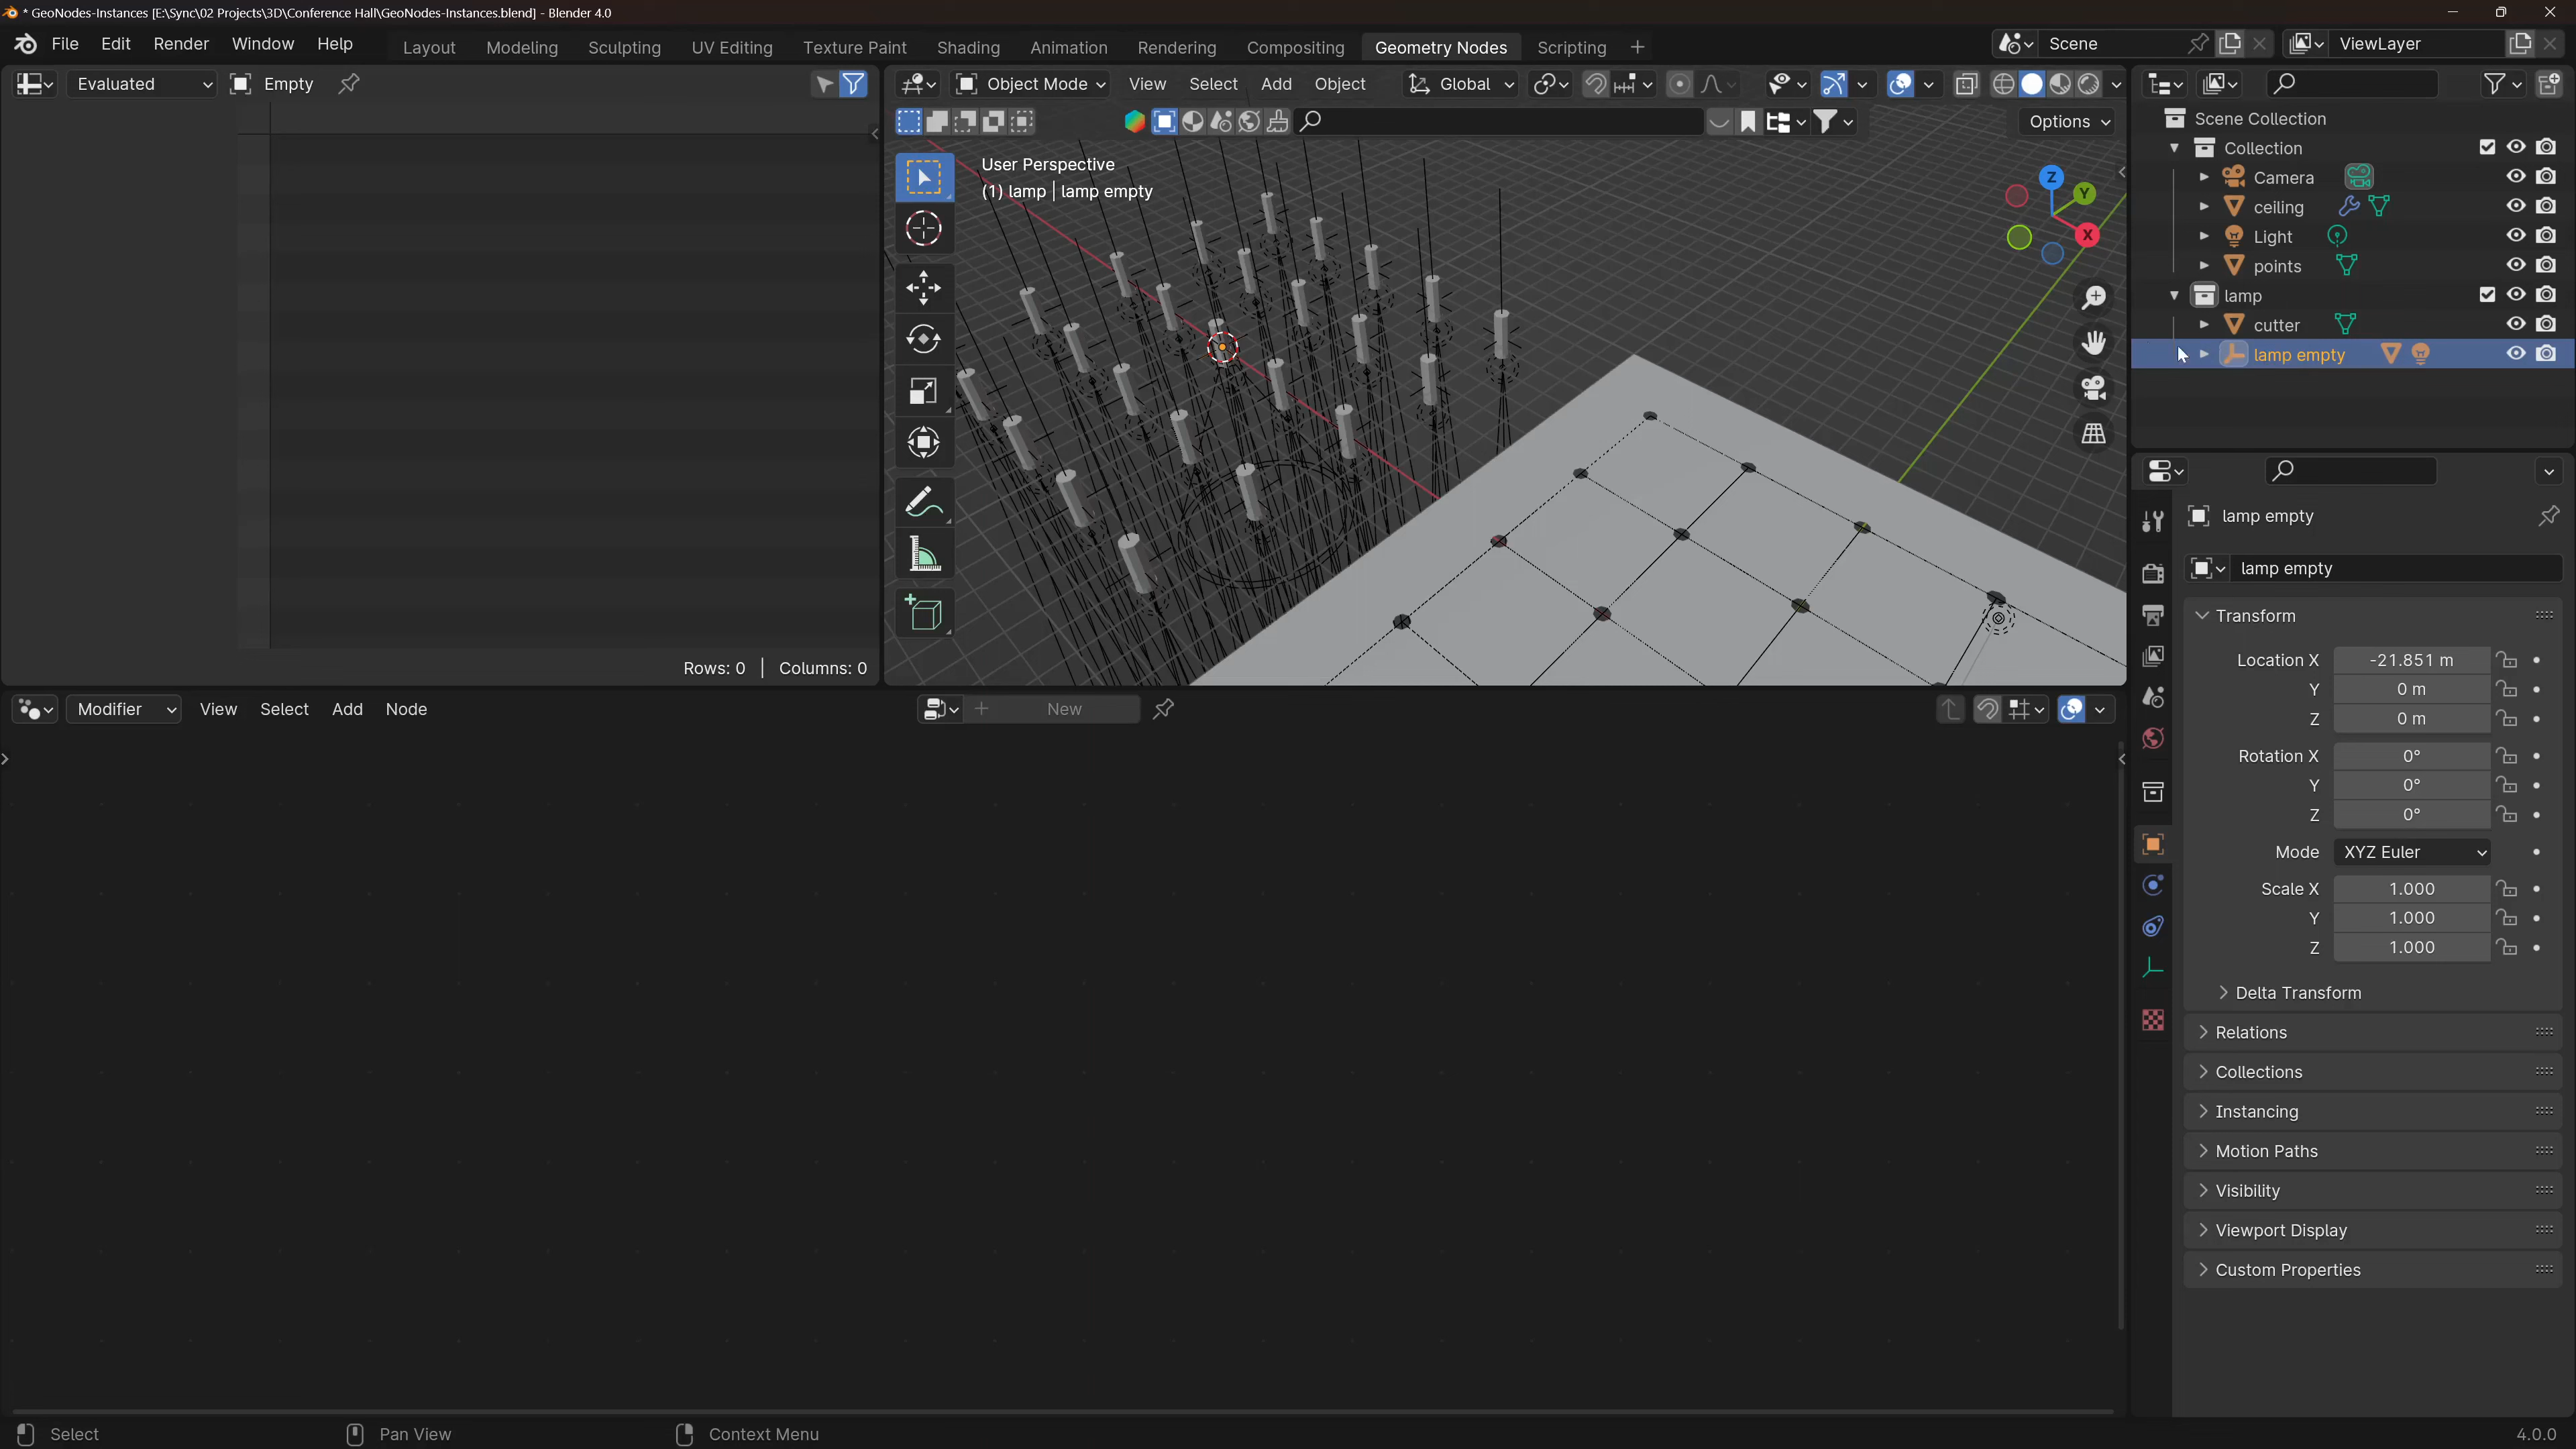 * GeoNodes-Instances [E:\Sync\02 Projects\3D\Conference Hall\GeoNodes-Instances.blend] - Blender 4.0
File Edit Render Window Help Layout Modeling Sculpting UV Editing Texture Paint Shading Animation Rendering Compositing Geometry Nodes Scripting + Scene ViewLayer
Evaluated Empty
Object Mode View Select Add Object Global
Options
User Perspective
(1) lamp | lamp empty
Z
Y
X
Rows: 0 | Columns: 0
Scene Collection
Collection
Camera
ceiling
Light
points
lamp
cutter
lamp empty
lamp empty
lamp empty
Transform
Location X -21.851 m
Y 0 m
Z 0 m
Rotation X 0°
Y 0°
Z 0°
Mode XYZ Euler
Scale X 1.000
Y 1.000
Z 1.000
Delta Transform
Relations
Collections
Instancing
Motion Paths
Visibility
Viewport Display
Custom Properties
Modifier View Select Add Node
+ New
Select Pan View Context Menu 4.0.0